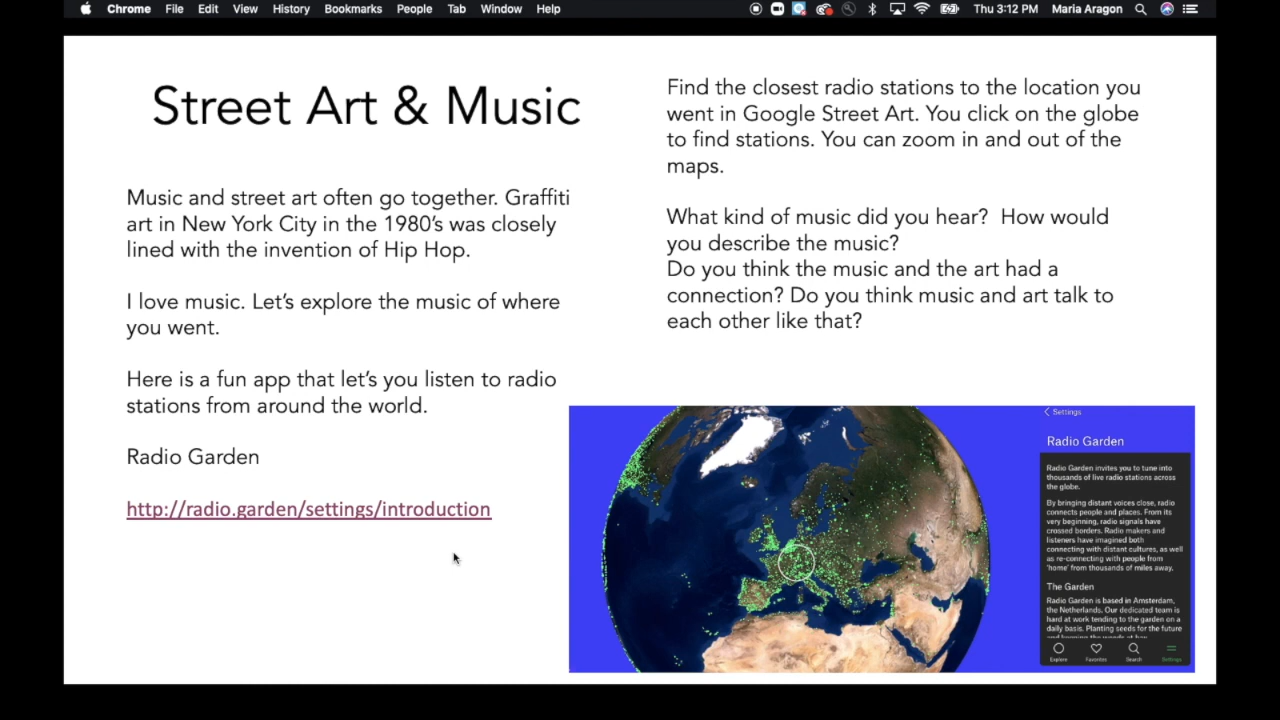 Chrome File Edit View History Bookmarks People Tab Window Help Thu 3:12 PM Maria Aragon
Street Art & Music
Music and street art often go together. Graffiti
art in New York City in the 1980's was closely
lined with the invention of Hip Hop.
I love music. Let's explore the music of where
you went.
Here is a fun app that let's you listen to radio
stations from around the world.
Radio Garden
http://radio.garden/settings/introduction
Find the closest radio stations to the location you
went in Google Street Art. You click on the globe
to find stations. You can zoom in and out of the
maps.
What kind of music did you hear?  How would
you describe the music?
Do you think the music and the art had a
connection? Do you think music and art talk to
each other like that?
Settings
Radio Garden
Radio Garden invites you to tune into
thousands of live radio stations across
the globe.
By bringing distant voices close, radio
connects people and places. From its
very beginning, radio signals have
crossed borders. Radio makers and
listeners have imagined both
connecting with distant cultures, as well
as re-connecting with people from
'home' from thousands of miles away.
The Garden
Radio Garden is based in Amsterdam,
the Netherlands. Our dedicated team is
hard at work tending to the garden on a
daily basis. Planting seeds for the future
Explore Favorites Search Settings